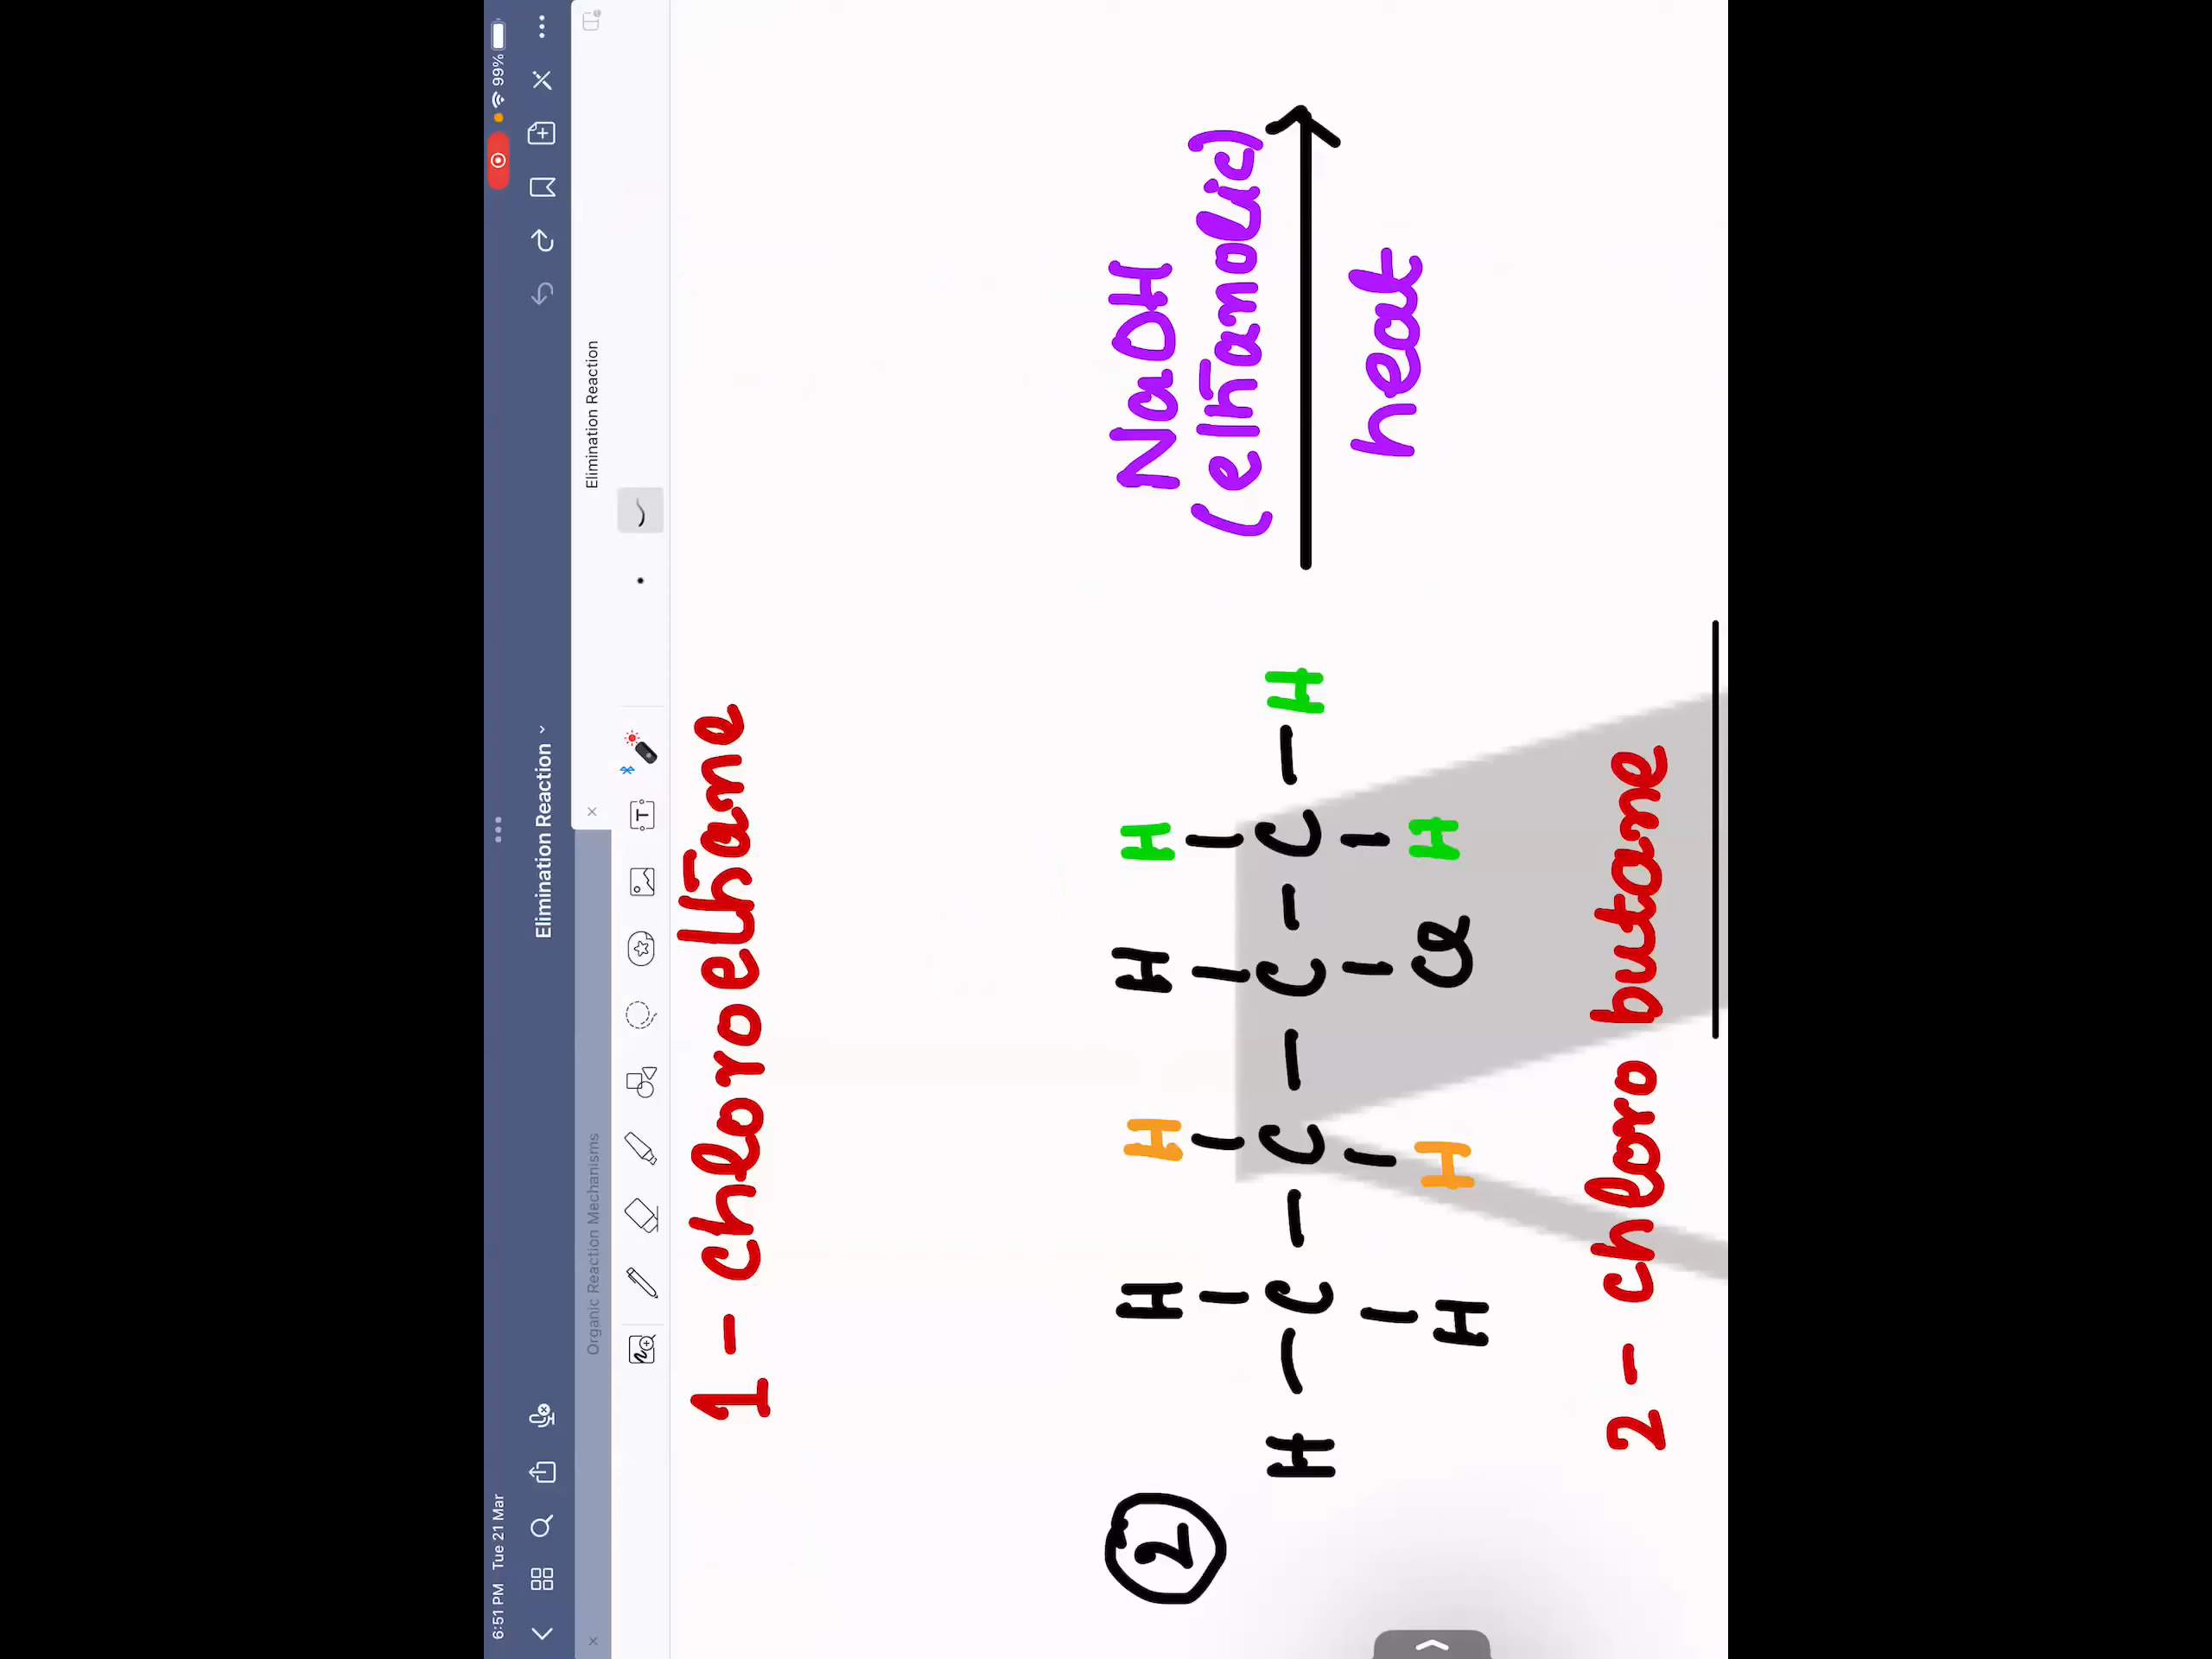 6:51 PM Tue 21 Mar
99%
Elimination Reaction
Organic Reaction Mechanisms
Elimination Reaction
T
1 - chloroethane
2
H H H H
H - C - C - C - C - H
H H Cl H
NaOH
(ethanolic)
heat
2 - chloro butane